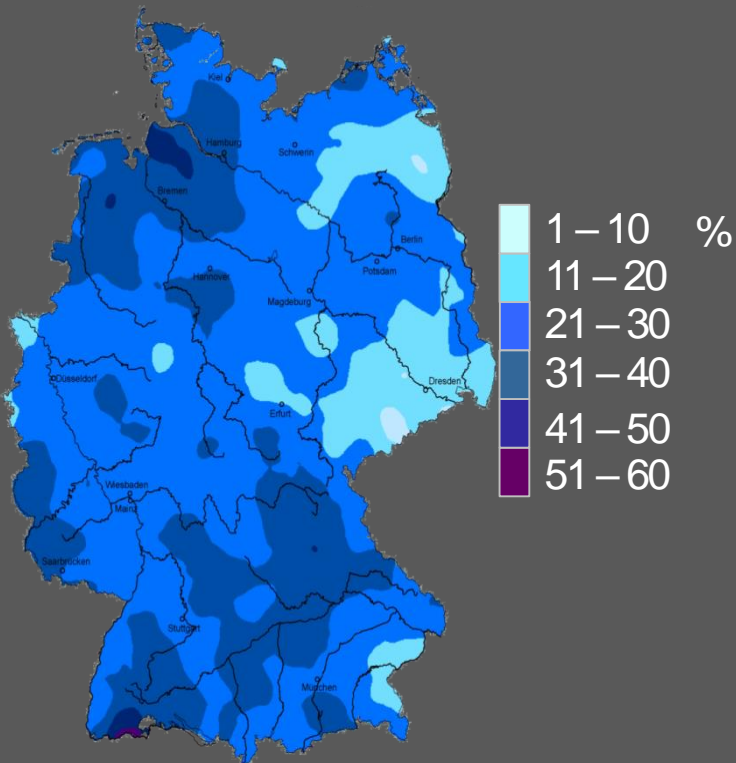 Kiel
Hamburg
Schwerin
Bremen
Berlin
Hannover
Potsdam
Magdeburg
Düsseldorf
Dresden
Erfurt
Wiesbaden
Mainz
Saarbrücken
Stuttgart
München
1 – 10 %
11 – 20
21 – 30
31 – 40
41 – 50
51 – 60